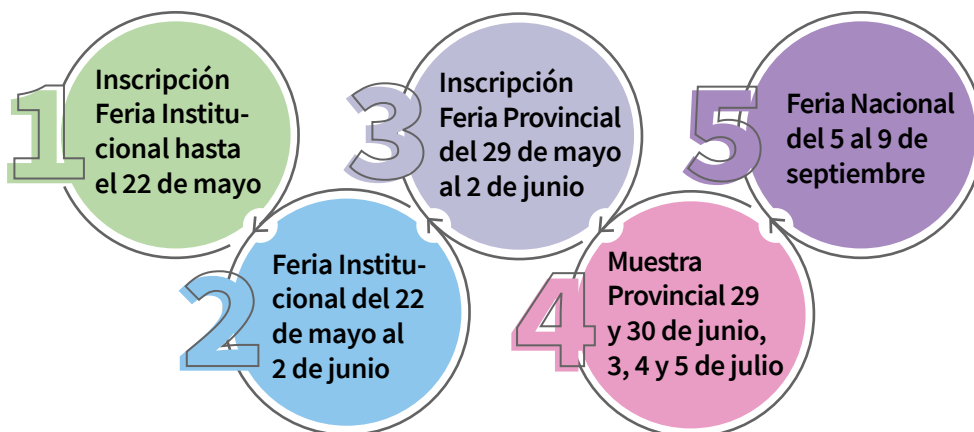 1
Inscripción
Feria Institu-
cional hasta
el 22 de mayo
2
Feria Institu-
cional del 22
de mayo al
2 de junio
3
Inscripción
Feria Provincial
del 29 de mayo
al 2 de junio
4
Muestra
Provincial 29
y 30 de junio,
3, 4 y 5 de julio
5
Feria Nacional
del 5 al 9 de
septiembre